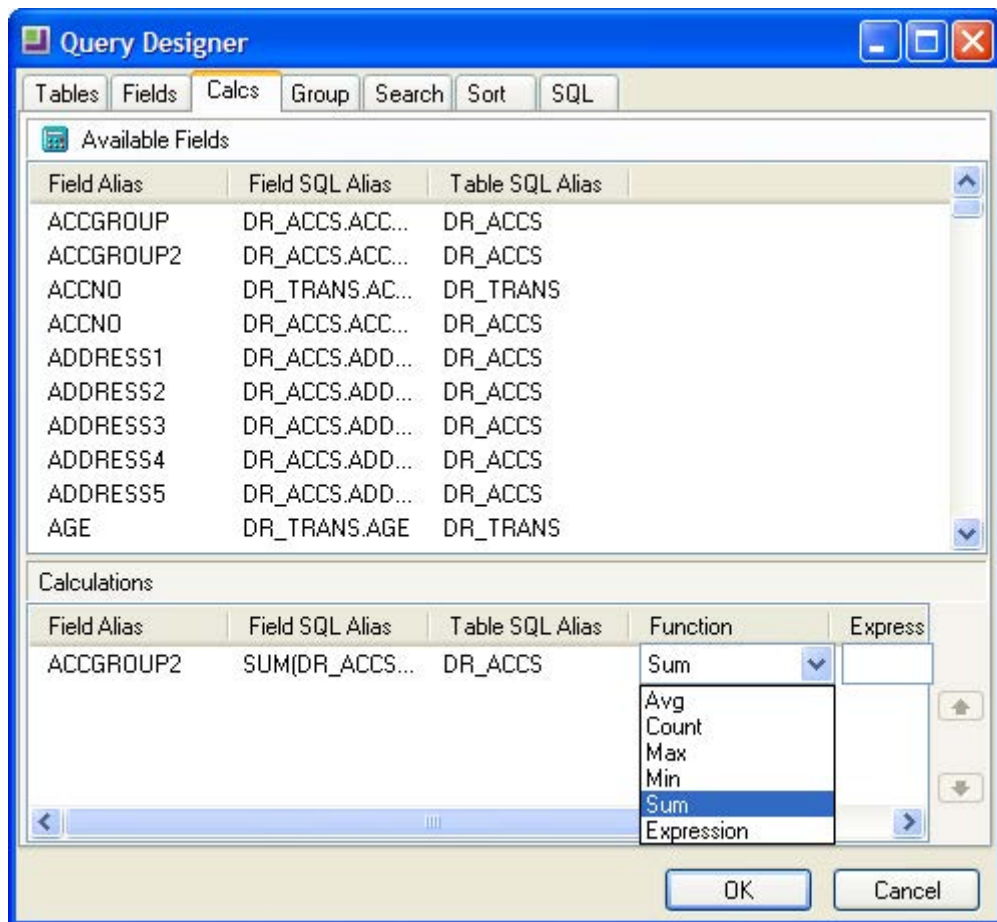 Query Designer
Tables Fields Calcs Group Search Sort SQL
Available Fields
Field Alias Field SQL Alias Table SQL Alias
ACCGROUP DR_ACCS.ACC... DR_ACCS
ACCGROUP2 DR_ACCS.ACC... DR_ACCS
ACCNO DR_TRANS.AC... DR_TRANS
ACCNO DR_ACCS.ACC... DR_ACCS
ADDRESS1 DR_ACCS.ADD... DR_ACCS
ADDRESS2 DR_ACCS.ADD... DR_ACCS
ADDRESS3 DR_ACCS.ADD... DR_ACCS
ADDRESS4 DR_ACCS.ADD... DR_ACCS
ADDRESS5 DR_ACCS.ADD... DR_ACCS
AGE DR_TRANS.AGE DR_TRANS
Calculations
Field Alias Field SQL Alias Table SQL Alias Function Express
ACCGROUP2 SUM(DR_ACCS... DR_ACCS Sum
Avg
Count
Max
Min
Sum
Expression
OK Cancel